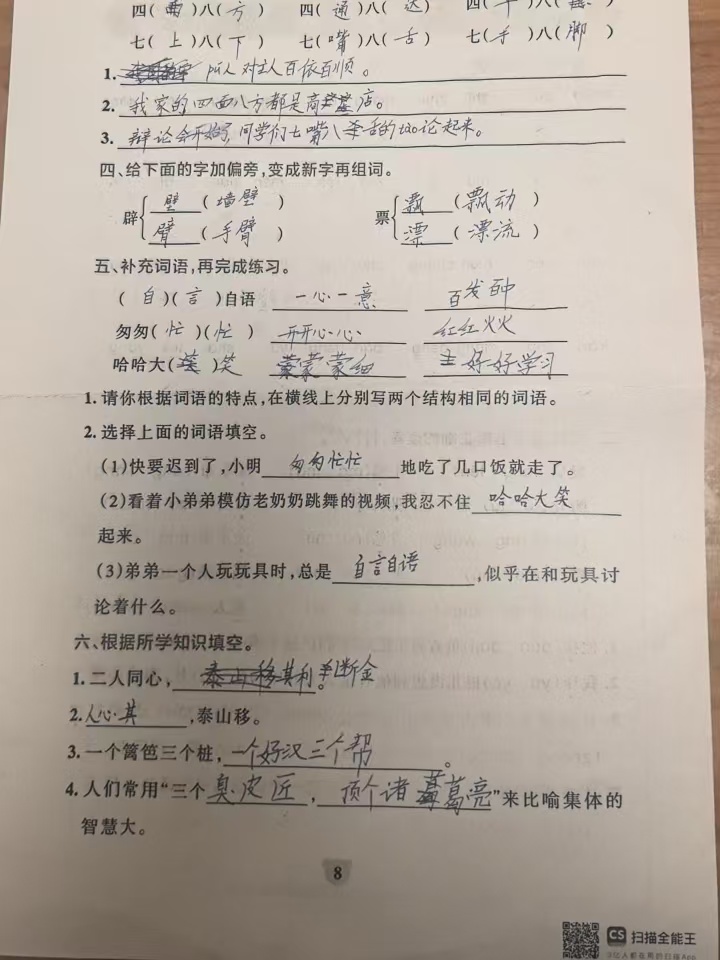 四(面)八(方) 四(通)八(达) 四(
七(上)八(下) 七(嘴)八(舌) 七(手)八(脚)
1. 所人对主人百依百顺。
2. 我家的四面八方都是高店。
3. 辩论会开始了,同学们七嘴八舌的tao论起来。
四、给下面的字加偏旁,变成新字再组词。
辟 壁(墙壁) 票 飘(飘动)
臂(手臂) 漂(漂流)
五、补充词语,再完成练习。
(自)(言)自语 一心一意 百发百中
匆匆(忙)(忙) 开开心心 红红火火
哈哈大( )笑 蒙蒙细 好好学习
1.请你根据词语的特点,在横线上分别写两个结构相同的词语。
2.选择上面的词语填空。
(1)快要迟到了,小明匆匆忙忙地吃了几口饭就走了。
(2)看着小弟弟模仿老奶奶跳舞的视频,我忍不住哈哈大笑
起来。
(3)弟弟一个人玩玩具时,总是自言自语,似乎在和玩具讨
论着什么。
六、根据所学知识填空。
1.二人同心,其利断金。
2.人心其,泰山移。
3.一个篱笆三个桩,一个好汉三个帮。
4.人们常用“三个臭皮匠,顶个诸葛亮”来比喻集体的
智慧大。
8
CS 扫描全能王